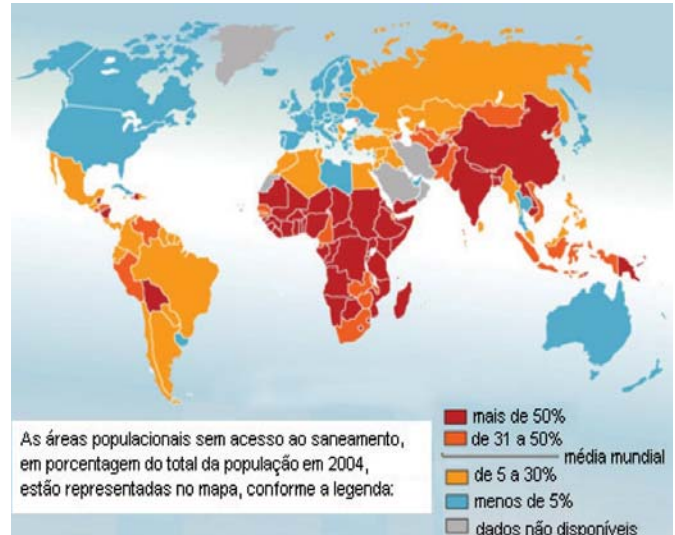 As áreas populacionais sem acesso ao saneamento,
em porcentagem do total da população em 2004,
estão representadas no mapa, conforme a legenda:
mais de 50%
de 31 a 50%
média mundial
de 5 a 30%
menos de 5%
dados não disponíveis